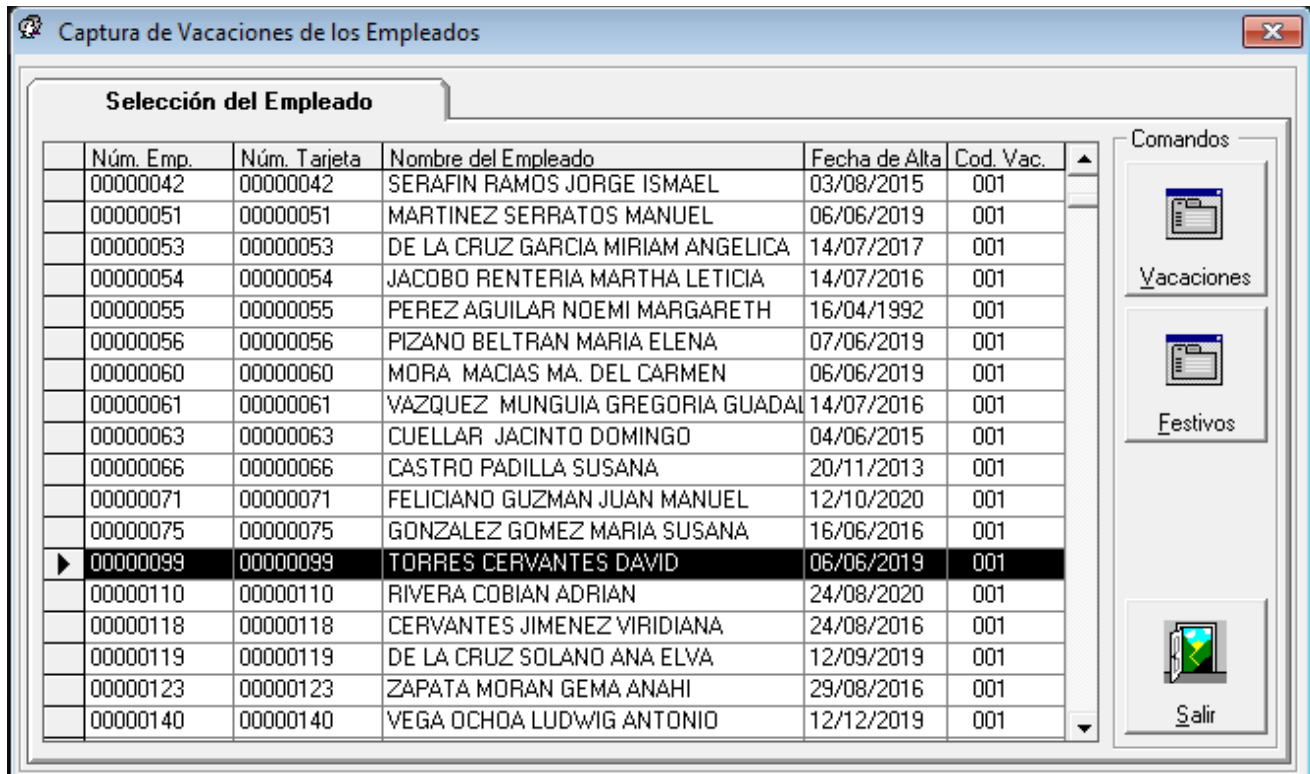 Captura de Vacaciones de los Empleados
Selección del Empleado
Núm. Emp. Núm. Tarjeta Nombre del Empleado Fecha de Alta Cod. Vac.
00000042 00000042 SERAFIN RAMOS JORGE ISMAEL 03/08/2015 001
00000051 00000051 MARTINEZ SERRATOS MANUEL 06/06/2019 001
00000053 00000053 DE LA CRUZ GARCIA MIRIAM ANGELICA 14/07/2017 001
00000054 00000054 JACOBO RENTERIA MARTHA LETICIA 14/07/2016 001
00000055 00000055 PEREZ AGUILAR NOEMI MARGARETH 16/04/1992 001
00000056 00000056 PIZANO BELTRAN MARIA ELENA 07/06/2019 001
00000060 00000060 MORA  MACIAS MA. DEL CARMEN 06/06/2019 001
00000061 00000061 VAZQUEZ  MUNGUIA GREGORIA GUADAL 14/07/2016 001
00000063 00000063 CUELLAR  JACINTO DOMINGO 04/06/2015 001
00000066 00000066 CASTRO PADILLA SUSANA 20/11/2013 001
00000071 00000071 FELICIANO GUZMAN JUAN MANUEL 12/10/2020 001
00000075 00000075 GONZALEZ GOMEZ MARIA SUSANA 16/06/2016 001
00000099 00000099 TORRES CERVANTES DAVID 06/06/2019 001
00000110 00000110 RIVERA COBIAN ADRIAN 24/08/2020 001
00000118 00000118 CERVANTES JIMENEZ VIRIDIANA 24/08/2016 001
00000119 00000119 DE LA CRUZ SOLANO ANA ELVA 12/09/2019 001
00000123 00000123 ZAPATA MORAN GEMA ANAHI 29/08/2016 001
00000140 00000140 VEGA OCHOA LUDWIG ANTONIO 12/12/2019 001
Comandos
Vacaciones
Festivos
Salir